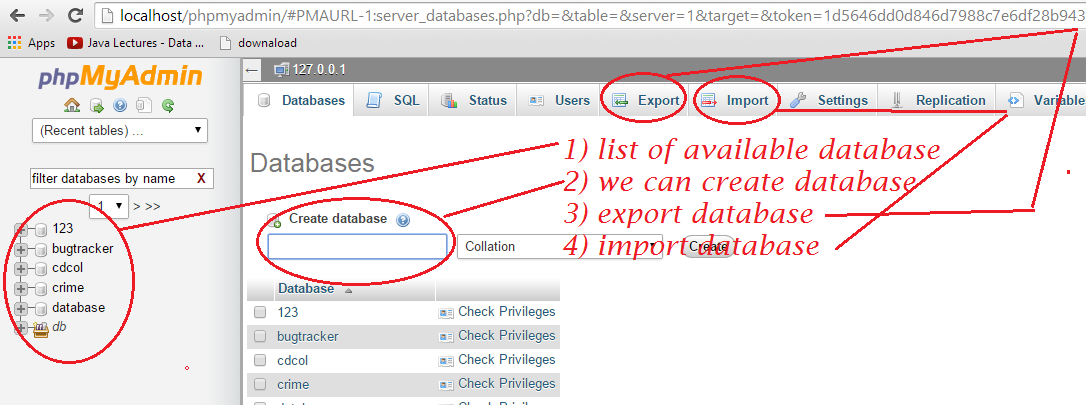 localhost/phpmyadmin/#PMAURL-1:server_databases.php?db=&table=&server=1&target=&token=1d5646dd0d846d7988c7e6df28b943
Apps Java Lectures - Data ... downaload
phpMyAdmin
(Recent tables) ...
filter databases by name X
1 > >>
123
bugtracker
cdcol
crime
database
db
127.0.0.1
Databases SQL Status Users Export Import Settings Replication Variable
Databases
1) list of available database
2) we can create database
3) export database
4) import database
Create database
Collation Create
Database
123 Check Privileges
bugtracker Check Privileges
cdcol Check Privileges
crime Check Privileges